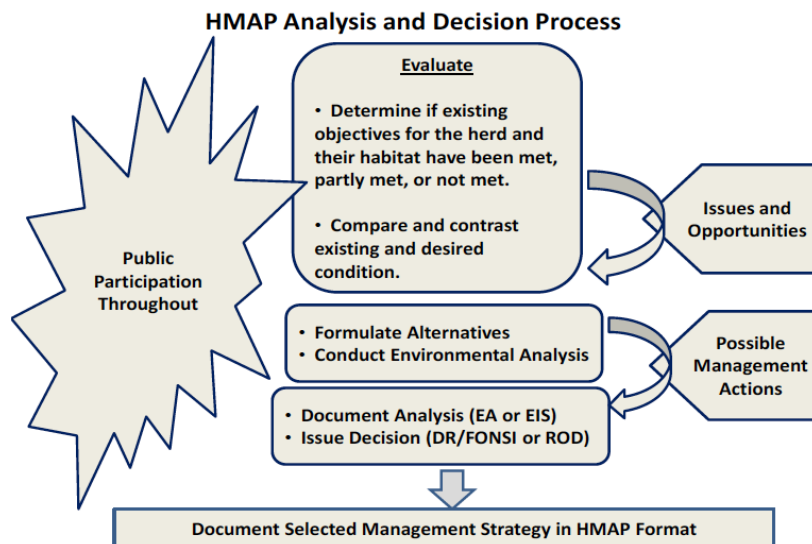 HMAP Analysis and Decision Process
Evaluate
• Determine if existing
objectives for the herd and
their habitat have been met,
partly met, or not met.
• Compare and contrast
existing and desired
condition.
Issues and
Opportunities
Public
Participation
Throughout
• Formulate Alternatives
• Conduct Environmental Analysis
Possible
Management
Actions
• Document Analysis (EA or EIS)
• Issue Decision (DR/FONSI or ROD)
Document Selected Management Strategy in HMAP Format